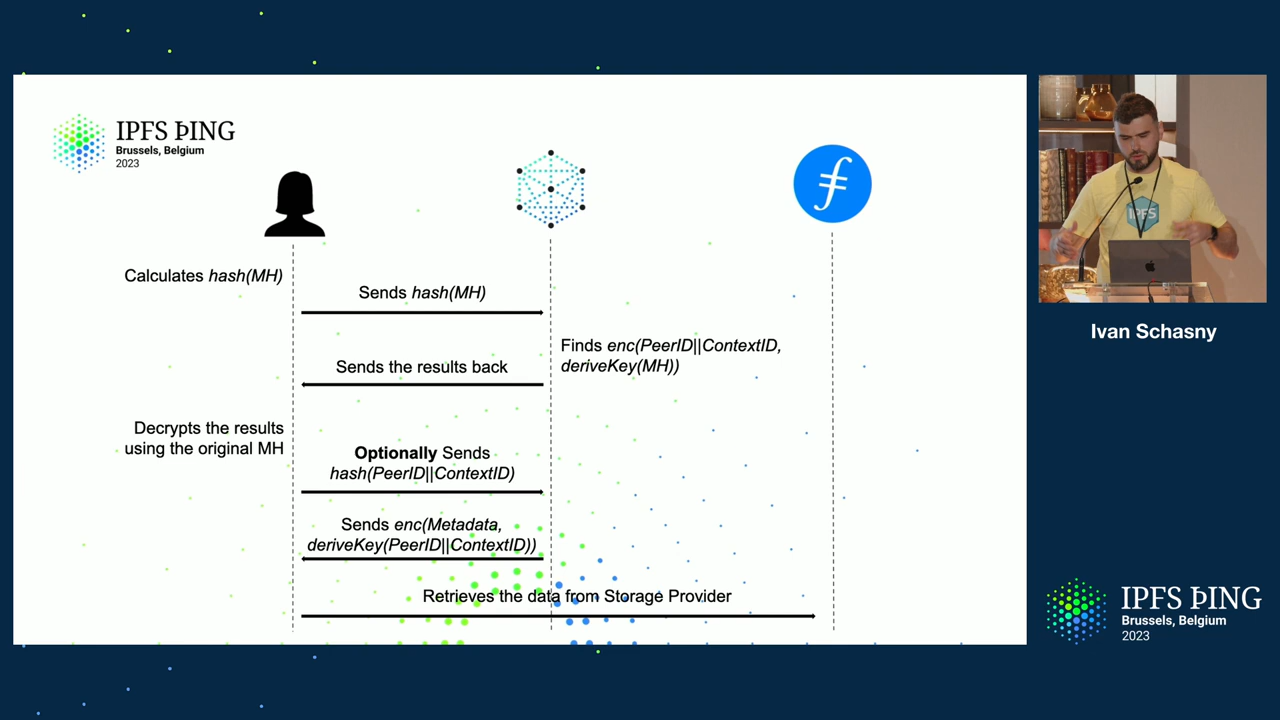 IPFS ÞING
Brussels, Belgium
2023
Calculates hash(MH)
Sends hash(MH)
Finds enc(PeerID||ContextID,
deriveKey(MH))
Sends the results back
Decrypts the results
using the original MH
Optionally Sends
hash(PeerID||ContextID)
Sends enc(Metadata,
deriveKey(PeerID||ContextID))
Retrieves the data from Storage Provider
IPFS
Ivan Schasny
IPFS ÞING
Brussels, Belgium
2023